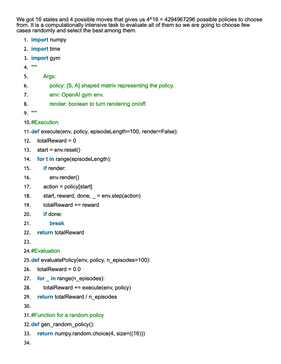 We got 16 states and 4 possible moves that gives us 4^16 = 4294967296 possible policies to choose
from. It is a computationally intensive task to evaluate all of them so we are going to choose few
cases randomly and select the best among them.
1. import numpy
2. import time
3. import gym
4. """
5. Args:
6. policy: [S, A] shaped matrix representing the policy.
7. env: OpenAI gym env.
8. render: boolean to turn rendering on/off.
9. """
10.#Execution
11.def execute(env, policy, episodeLength=100, render=False):
12. totalReward = 0
13. start = env.reset()
14. for t in range(episodeLength):
15. if render:
16. env.render()
17. action = policy[start]
18. start, reward, done, _ = env.step(action)
19. totalReward += reward
20. if done:
21. break
22. return totalReward
23.
24.#Evaluation
25.def evaluatePolicy(env, policy, n_episodes=100):
26. totalReward = 0.0
27. for _ in range(n_episodes):
28. totalReward += execute(env, policy)
29. return totalReward / n_episodes
30.
31.#Function for a random policy
32.def gen_random_policy():
33. return numpy.random.choice(4, size=((16)))
34.